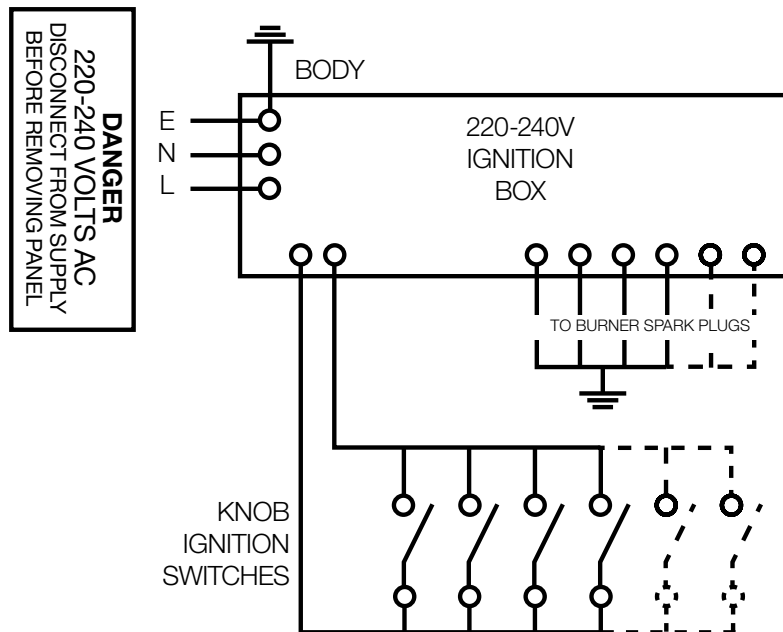 DANGER
220-240 VOLTS AC
DISCONNECT FROM SUPPLY
BEFORE REMOVING PANEL
BODY
E
N
L
220-240V
IGNITION
BOX
TO BURNER SPARK PLUGS
KNOB
IGNITION
SWITCHES